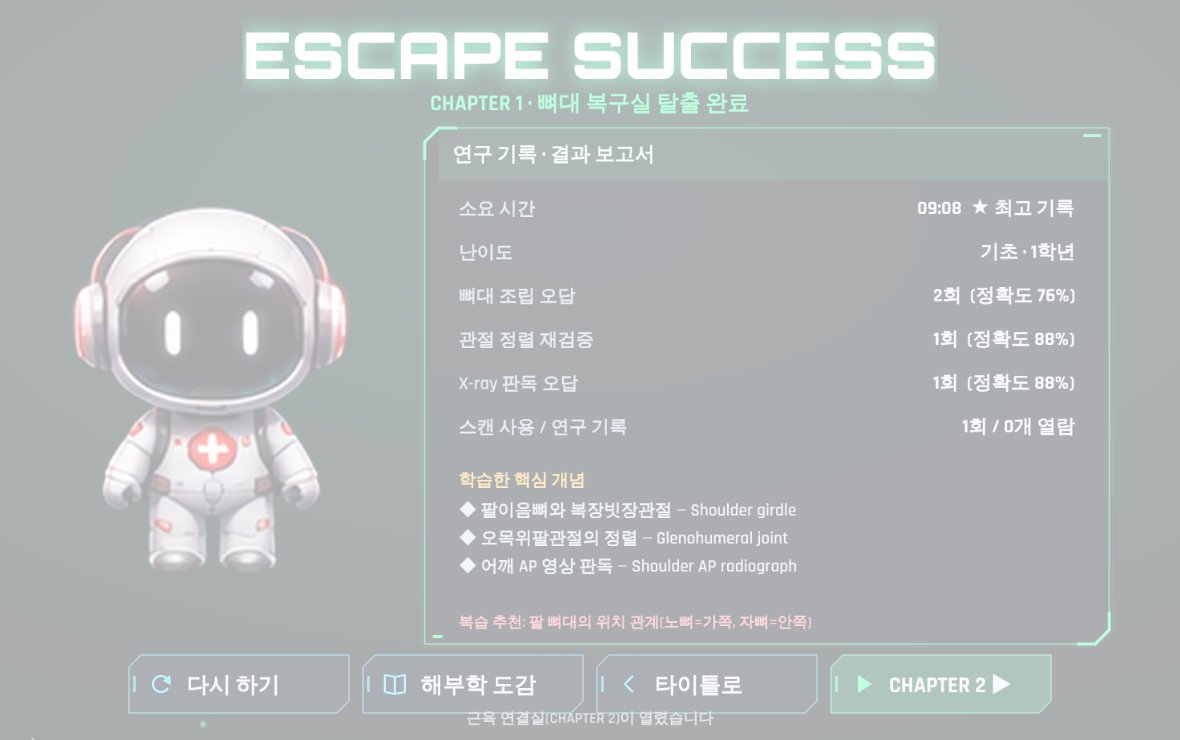 ESCAPE SUCCESS
CHAPTER 1 · 뼈대 복구실 탈출 완료
연구 기록 · 결과 보고서
소요 시간 09:08 ★ 최고 기록
난이도 기초 · 1학년
뼈대 조립 오답 2회 (정확도 76%)
관절 정렬 재검증 1회 (정확도 88%)
X-ray 판독 오답 1회 (정확도 88%)
스캔 사용 / 연구 기록 1회 / 0개 열람
학습한 핵심 개념
◆ 팔이음뼈와 복장빗장관절 – Shoulder girdle
◆ 오목위팔관절의 정렬 – Glenohumeral joint
◆ 어깨 AP 영상 판독 – Shoulder AP radiograph
복습 추천: 팔 뼈대의 위치 관계(노뼈=가쪽, 자뼈=안쪽)
다시 하기 해부학 도감 타이틀로 CHAPTER 2 ▶
근육 연결실(CHAPTER 2)이 열렸습니다